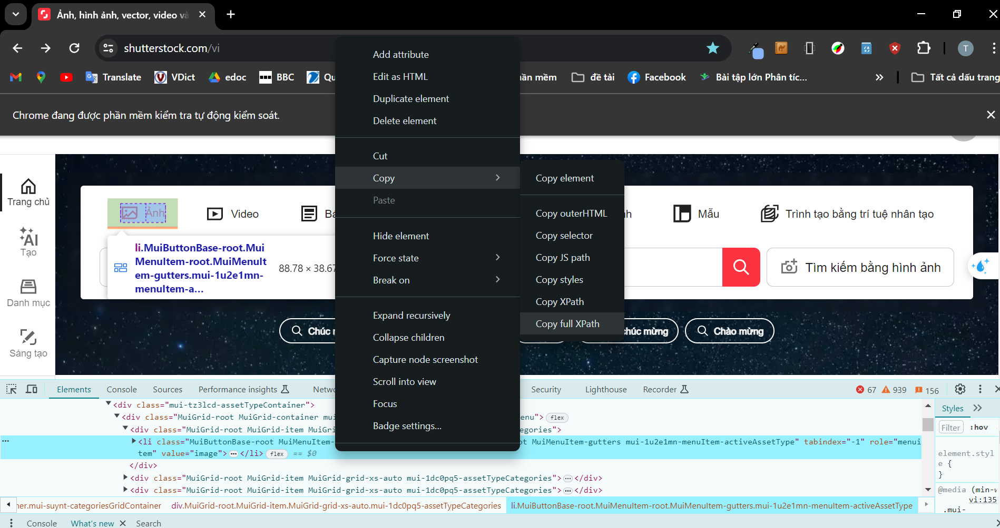 Ảnh, hình ảnh, vector, video và
shutterstock.com/vi
T
Translate
VDict
edoc
BBC
Qu
hần mềm
đề tài
Facebook
Bài tập lớn Phân tíc...
Tất cả dấu trang
Chrome đang được phần mềm kiểm tra tự động kiểm soát.
Add attribute
Edit as HTML
Duplicate element
Delete element
Cut
Copy
Paste
Hide element
Force state
Break on
Expand recursively
Collapse children
Capture node screenshot
Scroll into view
Focus
Badge settings...
Copy element
Copy outerHTML
Copy selector
Copy JS path
Copy styles
Copy XPath
Copy full XPath
Trang chủ
AI
Tạo
Danh mục
Sáng tạo
Ảnh
Video
Mẫu
Trình tạo bằng trí tuệ nhân tạo
li.MuiButtonBase-root.Mui
MenuItem-root.MuiMenuIt
em-gutters.mui-1u2e1mn-
menuItem-a...
88.78 × 38.67
Tìm kiếm bằng hình ảnh
Chúc
chúc mừng
Chào mừng
Elements
Console
Sources
Performance insights
Netwo
Security
Lighthouse
Recorder
67
939
156
<div class="mui-tz3lcd-assetTypeContainer">
<div class="MuiGrid-root MuiGrid-container mui enu"> flex
<div class="MuiGrid-root MuiGrid-item MuiGri egories">
<li class="MuiButtonBase-root MuiMenuItem- ot MuiMenuItem-gutters mui-1u2e1mn-menuItem-activeAssetType" tabindex="-1" role="menui
tem" value="image"> … </li> flex == $0
</div>
<div class="MuiGrid-root MuiGrid-item MuiGrid-grid-xs-auto mui-1dc0pq5-assetTypeCategories"> … </div>
<div class="MuiGrid-root MuiGrid-item MuiGrid-grid-xs-auto mui-1dc0pq5-assetTypeCategories"> … </div>
Styles
Filter
:hov
element.styl
e {
}
@media (min-w
vi:135
.mui-
ner.mui-suynt-categoriesGridContainer
div.MuiGrid-root.MuiGrid-item.MuiGrid-grid-xs-auto.mui-1dc0pq5-assetTypeCategories
li.MuiButtonBase-root.MuiMenuItem-root.MuiMenuItem-gutters.mui-1u2e1mn-menuItem-activeAssetType
Console
What's new
Search